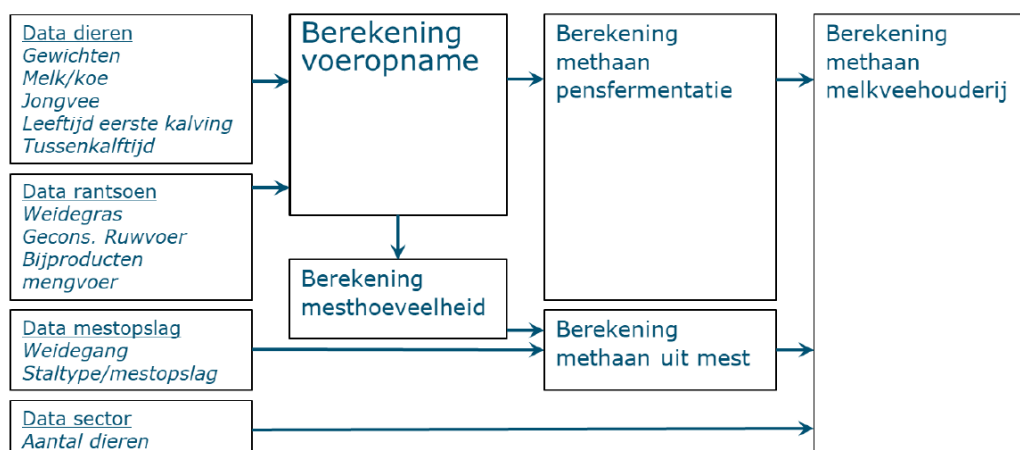 Data dieren
Gewichten
Melk/koe
Jongvee
Leeftijd eerste kalving
Tussenkalftijd
Data rantsoen
Weidegras
Gecons. Ruwvoer
Bijproducten
mengvoer
Data mestopslag
Weidegang
Staltype/mestopslag
Data sector
Aantal dieren
Berekening
voeropname
Berekening
mesthoeveelheid
Berekening
methaan
pensfermentatie
Berekening
methaan uit mest
Berekening
methaan
melkveehouderij